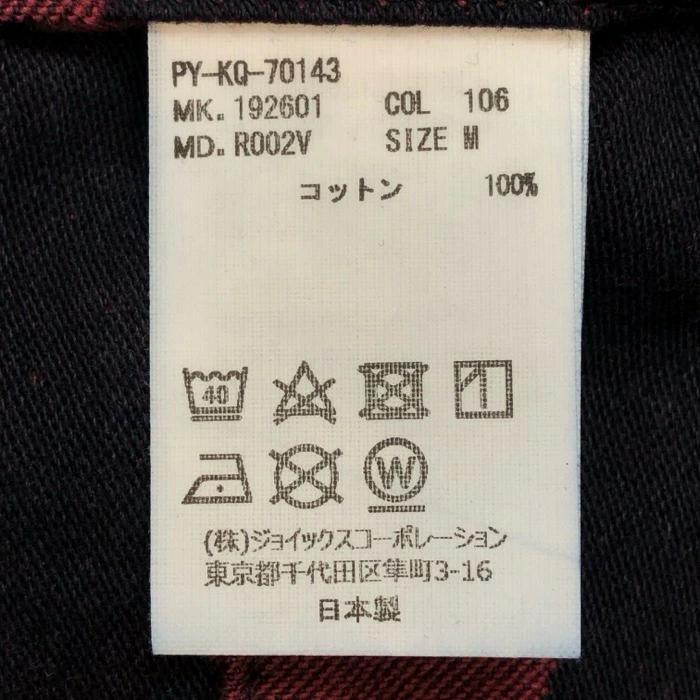 PY-KQ-70143
MK. 192601 COL 106
MD. R002V SIZE M
コットン 100%
40
W
(株)ジョイックスコーポレーション
東京都千代田区隼町3-16
日本製